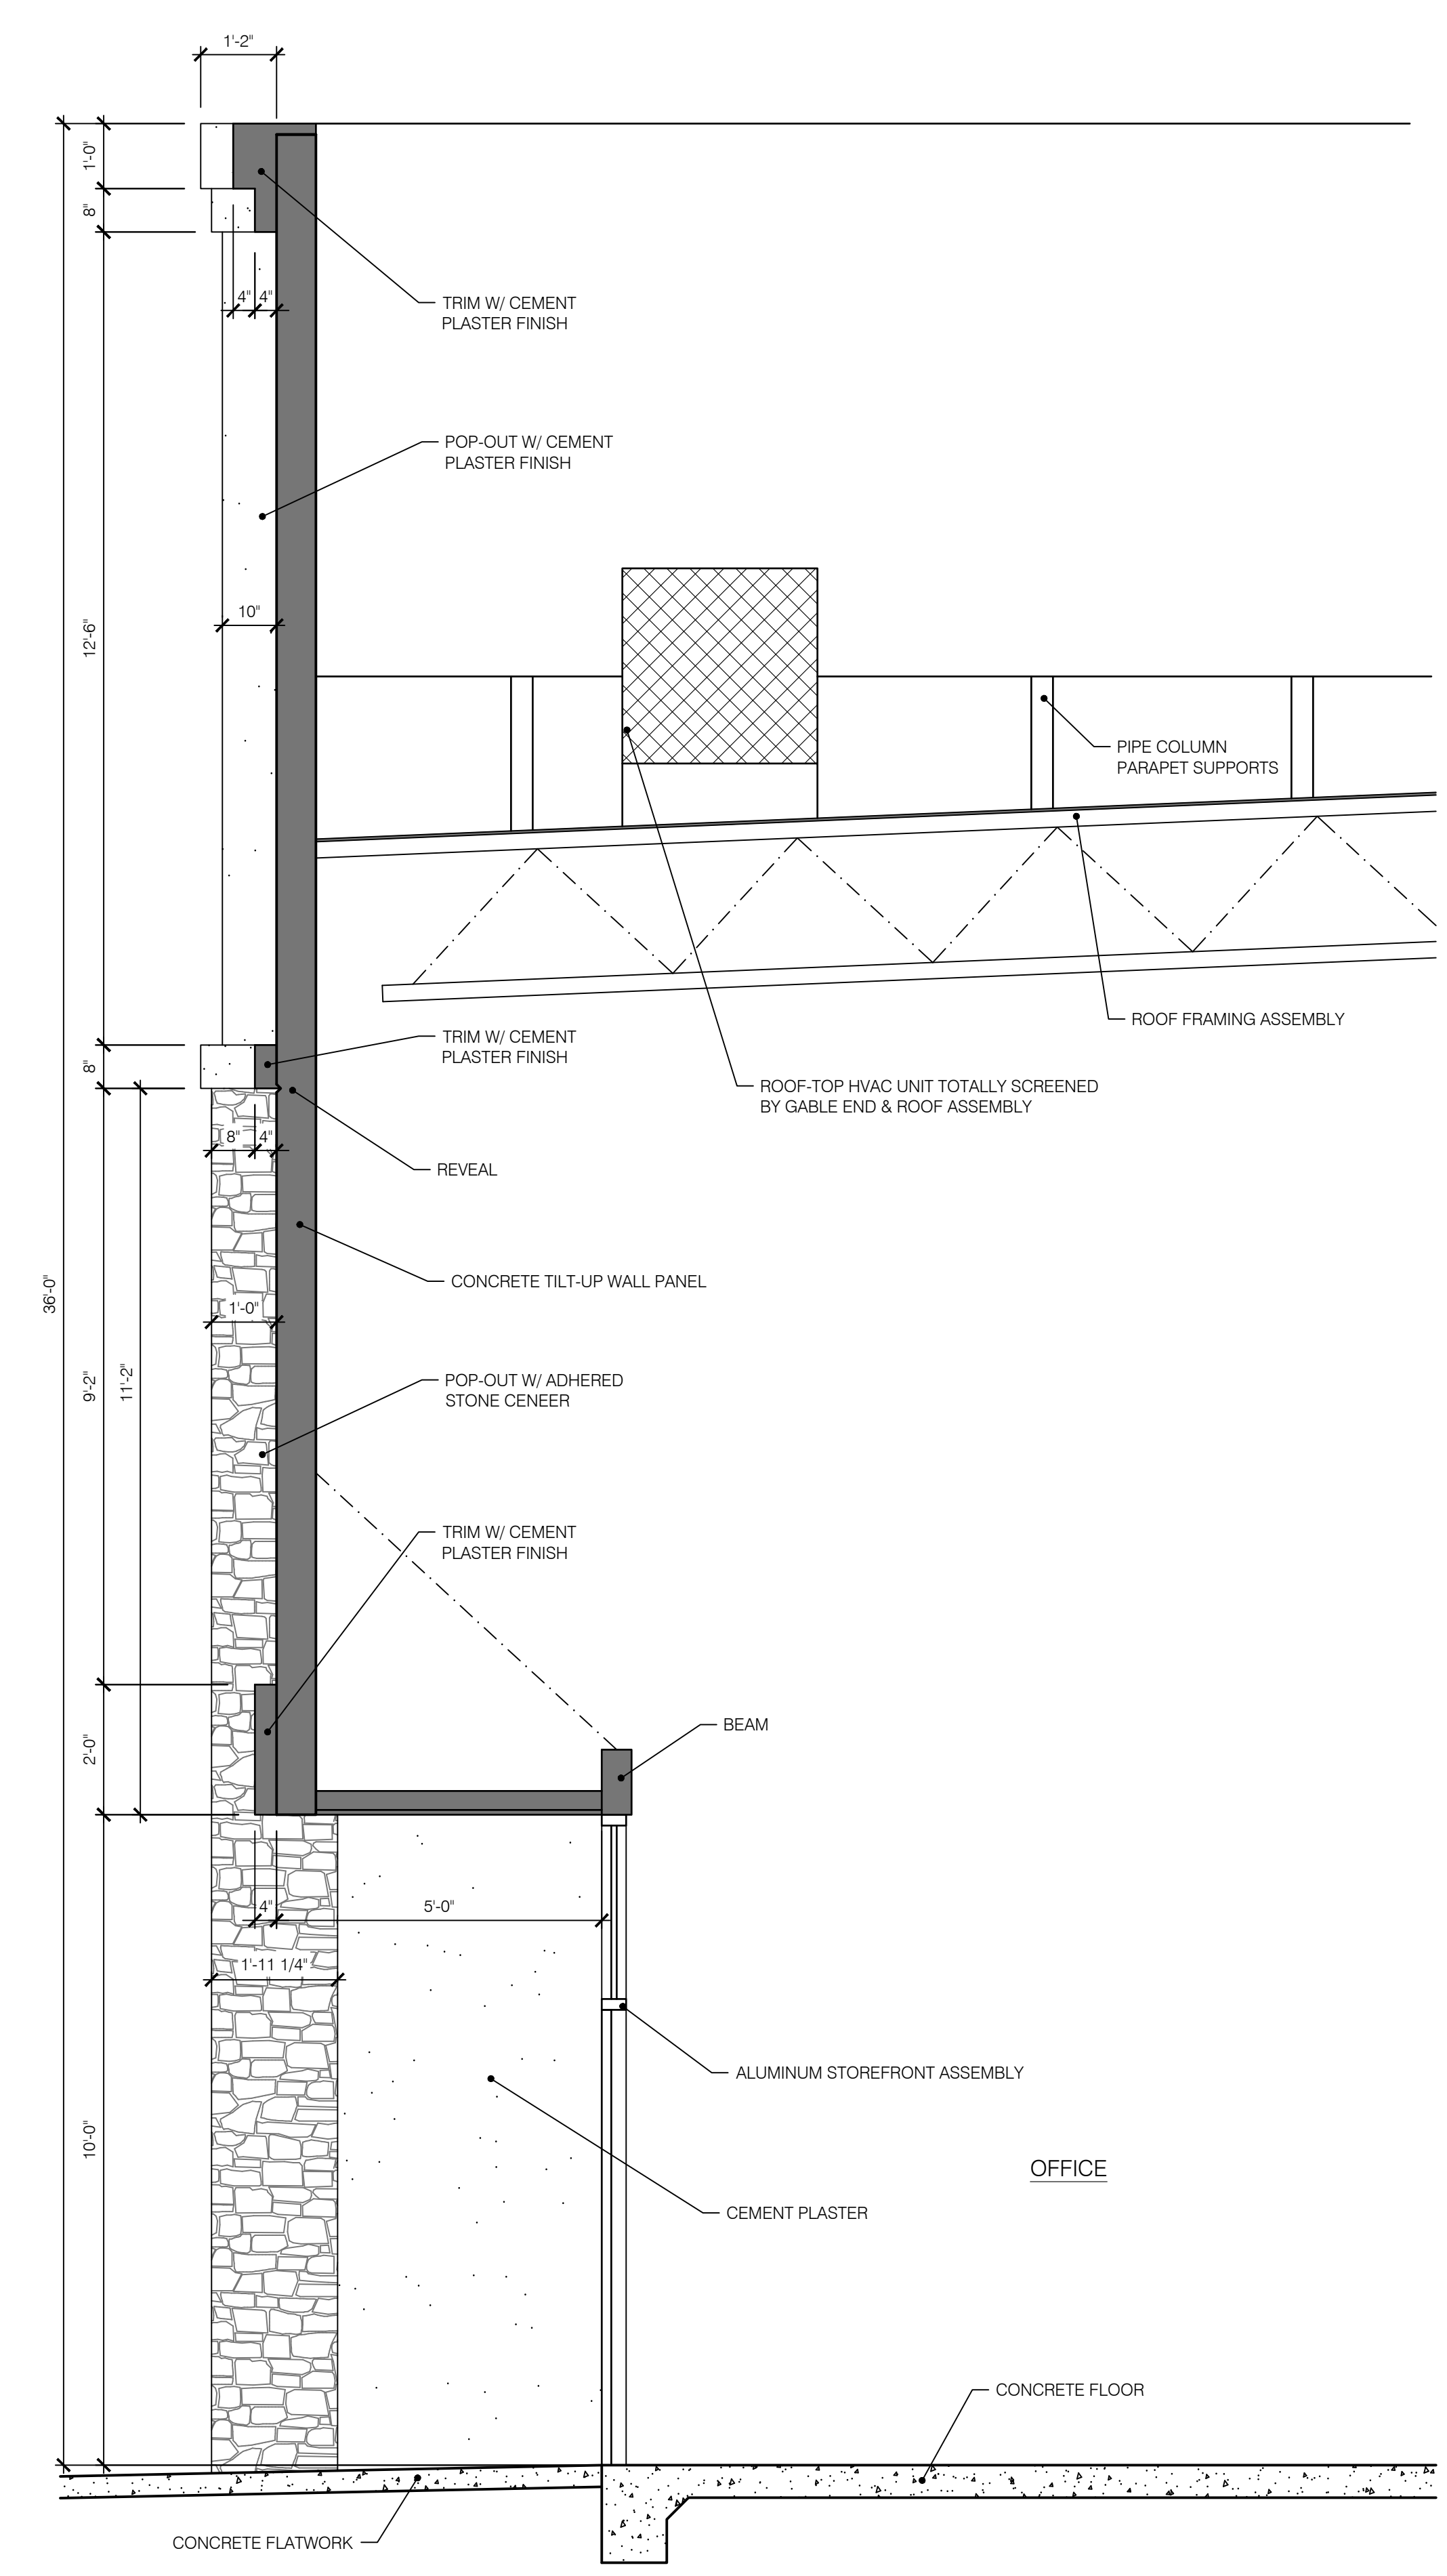 1'-2"
1'-0"
8"
4" 4"
TRIM W/ CEMENT
PLASTER FINISH
POP-OUT W/ CEMENT
PLASTER FINISH
10"
12'-6"
PIPE COLUMN
PARAPET SUPPORTS
ROOF FRAMING ASSEMBLY
TRIM W/ CEMENT
PLASTER FINISH
8"
ROOF-TOP HVAC UNIT TOTALLY SCREENED
BY GABLE END & ROOF ASSEMBLY
8" 4"
REVEAL
CONCRETE TILT-UP WALL PANEL
36'-0"
1'-0"
9'-2"
11'-2"
POP-OUT W/ ADHERED
STONE CENEER
TRIM W/ CEMENT
PLASTER FINISH
BEAM
2'-0"
4" 5'-0"
1'-11 1/4"
ALUMINUM STOREFRONT ASSEMBLY
10'-0"
OFFICE
CEMENT PLASTER
CONCRETE FLOOR
CONCRETE FLATWORK